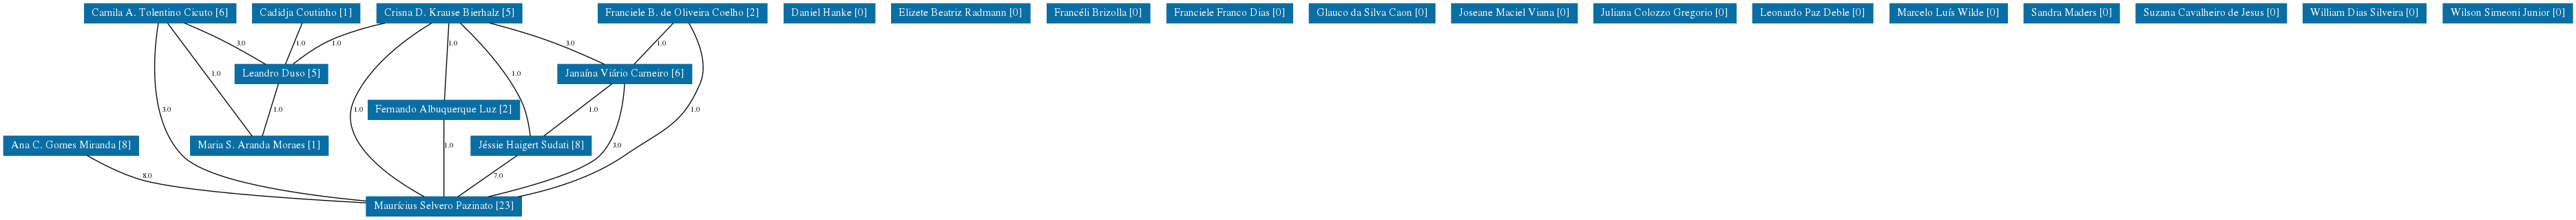 Camila A. Tolentino Cicuto [6]
Cadidja Coutinho [1]
Crisna D. Krause Bierhalz [5]
Franciele B. de Oliveira Coelho [2]
Daniel Hanke [0]
Elizete Beatriz Radmann [0]
Francéli Brizolla [0]
Franciele Franco Dias [0]
Glauco da Silva Caon [0]
Joseane Maciel Viana [0]
Juliana Colozzo Gregorio [0]
Leonardo Paz Deble [0]
Marcelo Luís Wilde [0]
Sandra Maders [0]
Suzana Cavalheiro de Jesus [0]
William Dias Silveira [0]
Wilson Simeoni Junior [0]
3.0
1.0
1.0
1.0
3.0
1.0
Leandro Duso [5]
1.0
1.0
Janaína Viário Carneiro [6]
3.0
1.0
1.0
Fernando Albuquerque Luz [2]
1.0
1.0
Ana C. Gomes Miranda [8]
Maria S. Aranda Moraes [1]
1.0
Jéssie Haigert Sudati [8]
3.0
8.0
7.0
Maurícius Selvero Pazinato [23]